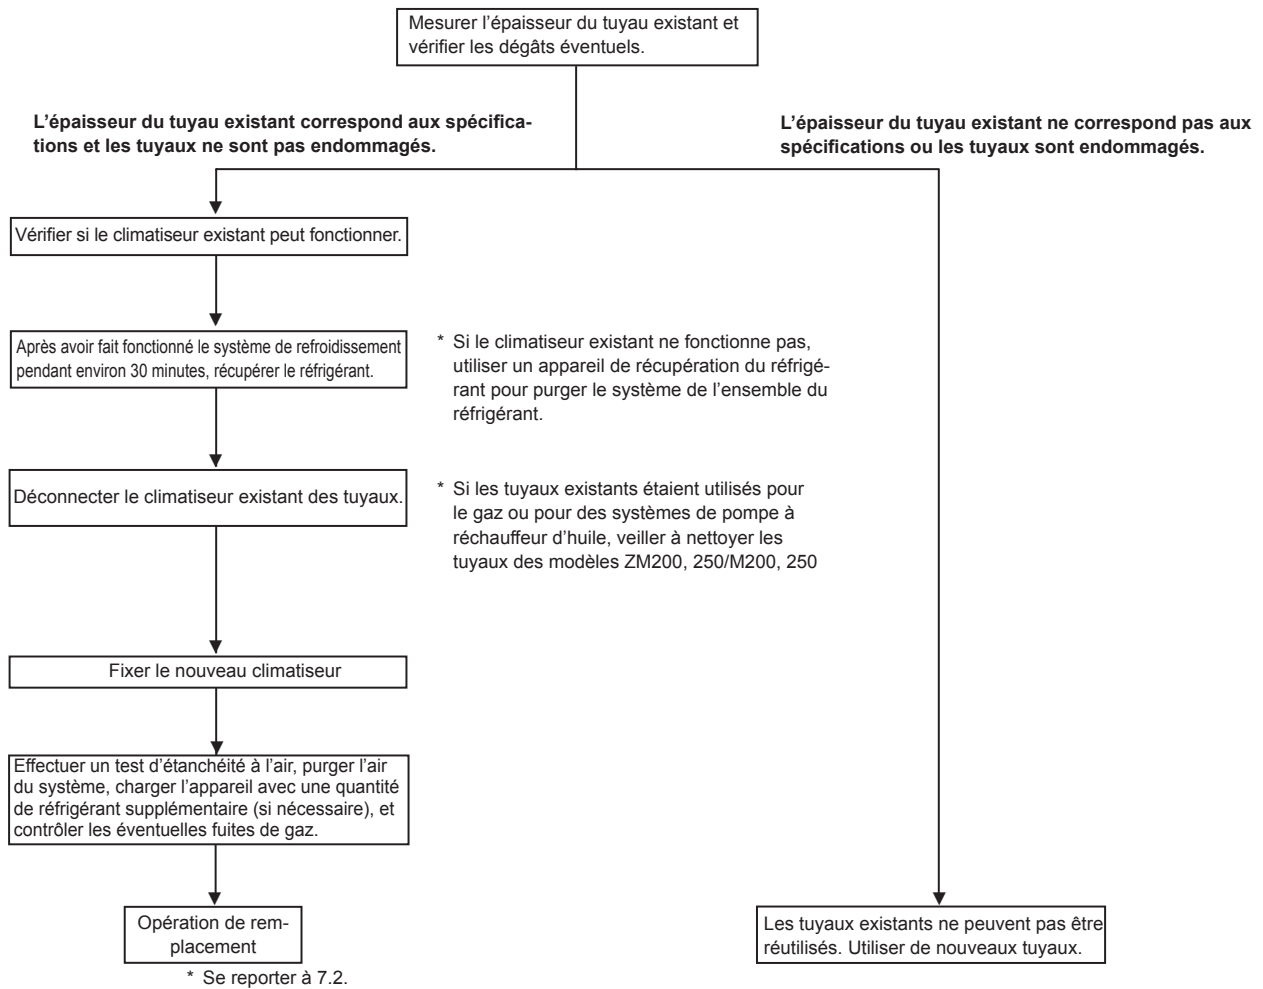 Mesurer l’épaisseur du tuyau existant et
vérifier les dégâts éventuels.
L’épaisseur du tuyau existant correspond aux spécifica-
tions et les tuyaux ne sont pas endommagés.
L’épaisseur du tuyau existant ne correspond pas aux
spécifications ou les tuyaux sont endommagés.
Vérifier si le climatiseur existant peut fonctionner.
Après avoir fait fonctionné le système de refroidissement
pendant environ 30 minutes, récupérer le réfrigérant.
* Si le climatiseur existant ne fonctionne pas,
utiliser un appareil de récupération du réfrigé-
rant pour purger le système de l’ensemble du
réfrigérant.
Déconnecter le climatiseur existant des tuyaux.
* Si les tuyaux existants étaient utilisés pour
le gaz ou pour des systèmes de pompe à
réchauffeur d’huile, veiller à nettoyer les
tuyaux des modèles ZM200, 250/M200, 250
Fixer le nouveau climatiseur
Effectuer un test d’étanchéité à l’air, purger l’air
du système, charger l’appareil avec une quantité
de réfrigérant supplémentaire (si nécessaire), et
contrôler les éventuelles fuites de gaz.
Opération de rem-
placement
* Se reporter à 7.2.
Les tuyaux existants ne peuvent pas être
réutilisés. Utiliser de nouveaux tuyaux.